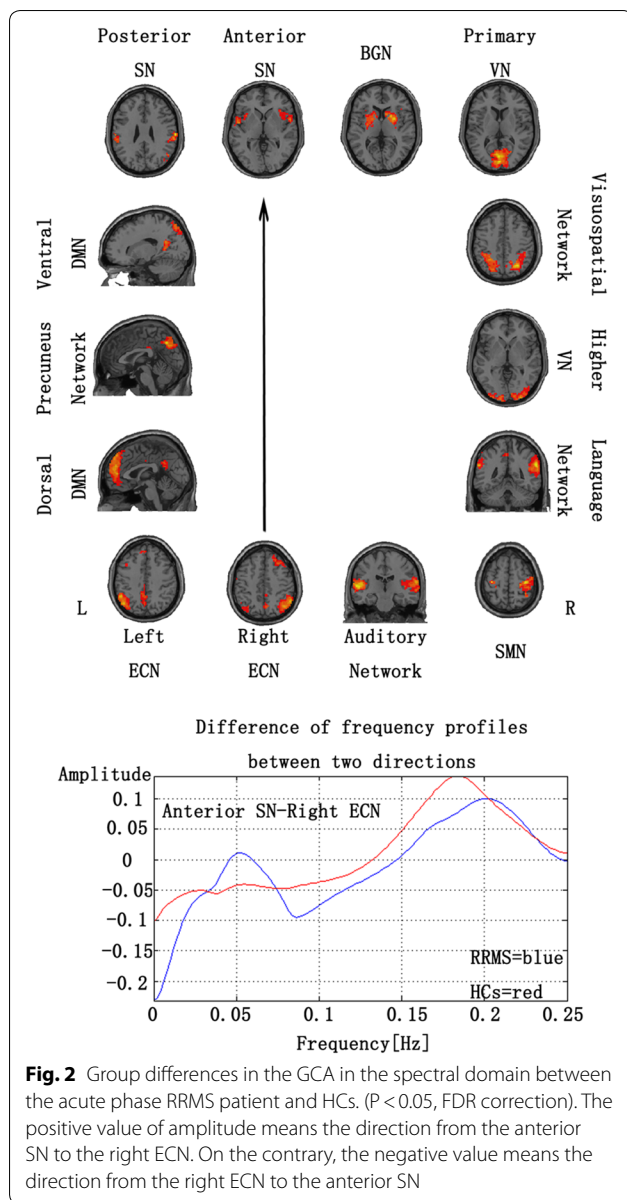 Posterior
SN
Anterior
SN
BGN
Primary
VN
Ventral
DMN
Visuospatial
Network
Precuneus
Network
Higher
VN
Dorsal
DMN
Language
Network
L
Left
ECN
Right
ECN
Auditory
Network
SMN
R
Difference of frequency profiles
between two directions
Amplitude
0.1
0.05
0
-0.05
-0.1
-0.15
-0.2
Anterior SN-Right ECN
RRMS=blue
HCs=red
0 0.05 0.1 0.15 0.2 0.25
Frequency[Hz]
Fig. 2 Group differences in the GCA in the spectral domain between
the acute phase RRMS patient and HCs. (P < 0.05, FDR correction). The
positive value of amplitude means the direction from the anterior
SN to the right ECN. On the contrary, the negative value means the
direction from the right ECN to the anterior SN